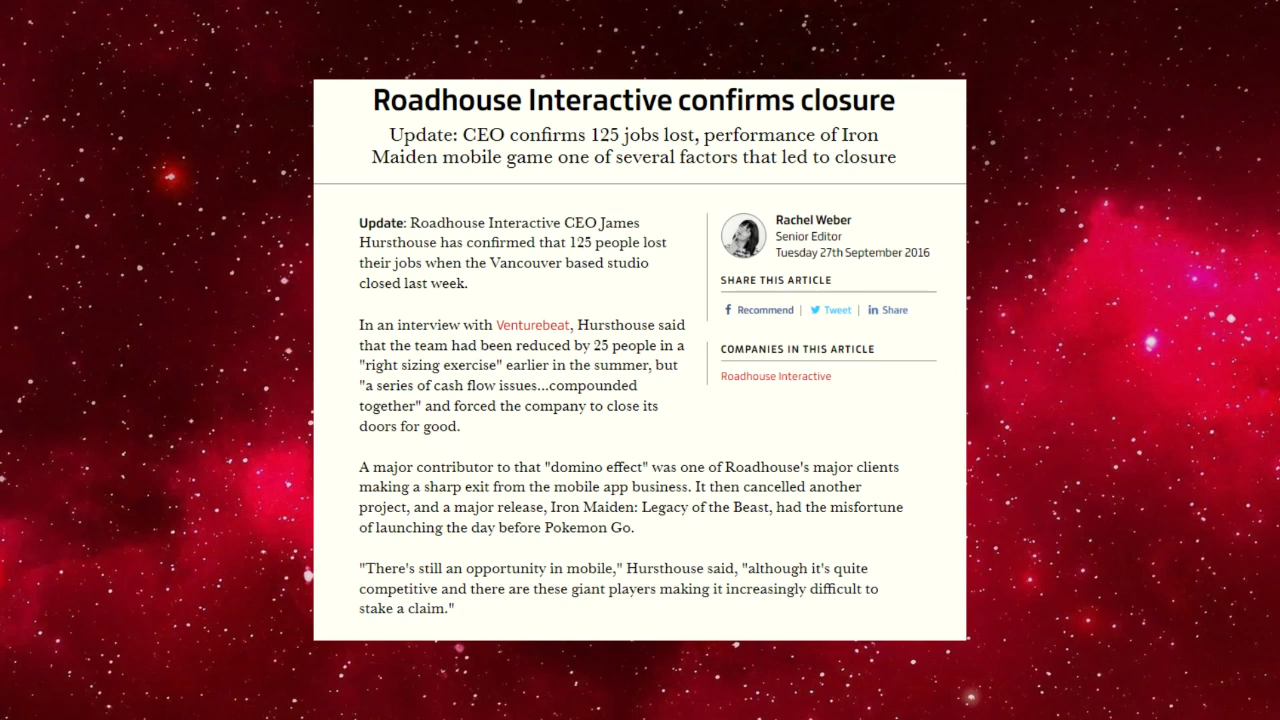 Roadhouse Interactive confirms closure
Update: CEO confirms 125 jobs lost, performance of Iron
Maiden mobile game one of several factors that led to closure
Update: Roadhouse Interactive CEO James
Hursthouse has confirmed that 125 people lost
their jobs when the Vancouver based studio
closed last week.
In an interview with Venturebeat, Hursthouse said
that the team had been reduced by 25 people in a
"right sizing exercise" earlier in the summer, but
"a series of cash flow issues...compounded
together" and forced the company to close its
doors for good.
A major contributor to that "domino effect" was one of Roadhouse's major clients
making a sharp exit from the mobile app business. It then cancelled another
project, and a major release, Iron Maiden: Legacy of the Beast, had the misfortune
of launching the day before Pokemon Go.
"There's still an opportunity in mobile," Hursthouse said, "although it's quite
competitive and there are these giant players making it increasingly difficult to
stake a claim."
Rachel Weber
Senior Editor
Tuesday 27th September 2016
SHARE THIS ARTICLE
Recommend | Tweet | in Share
COMPANIES IN THIS ARTICLE
Roadhouse Interactive